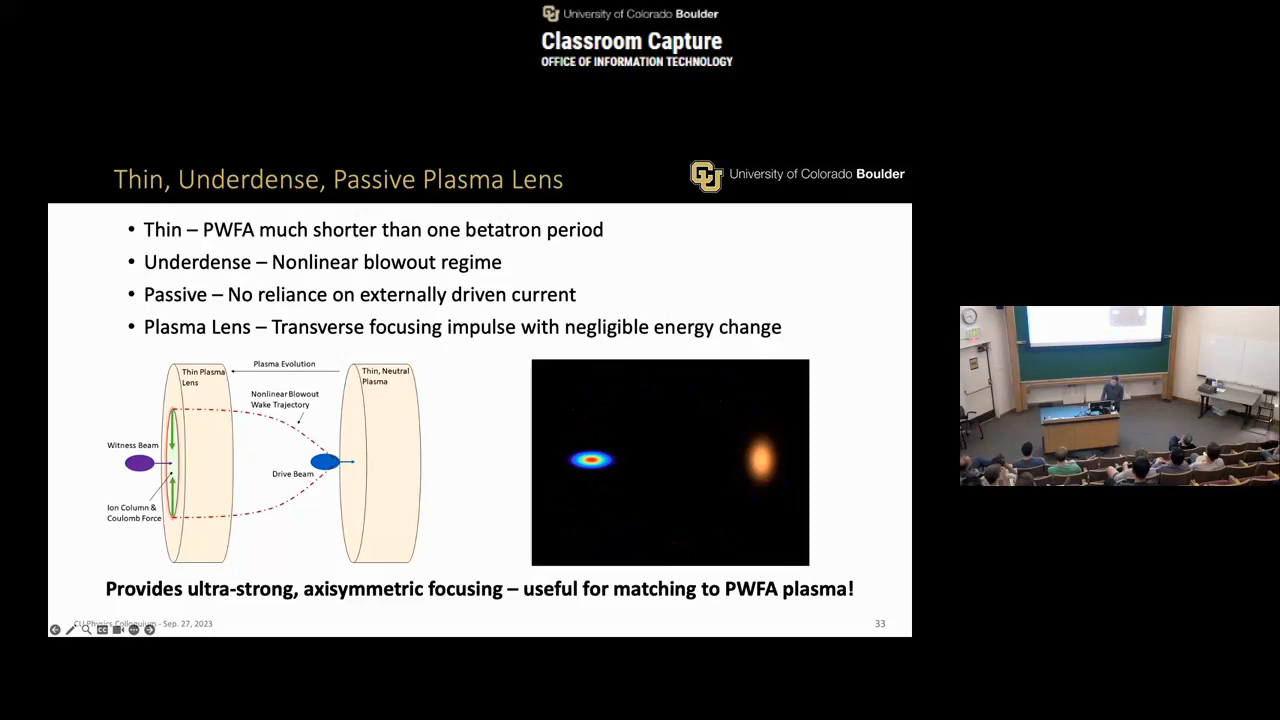 University of Colorado Boulder
Classroom Capture
OFFICE OF INFORMATION TECHNOLOGY
Thin, Underdense, Passive Plasma Lens
University of Colorado Boulder
• Thin – PWFA much shorter than one betatron period
• Underdense – Nonlinear blowout regime
• Passive – No reliance on externally driven current
• Plasma Lens – Transverse focusing impulse with negligible energy change
Plasma Evolution
Thin Plasma
Lens
Thin, Neutral
Plasma
Nonlinear Blowout
Wake Trajectory
Witness Beam
Drive Beam
Ion Column &
Coulomb Force
Provides ultra-strong, axisymmetric focusing – useful for matching to PWFA plasma!
CU Physics Colloquium - Sep. 27, 2023
33